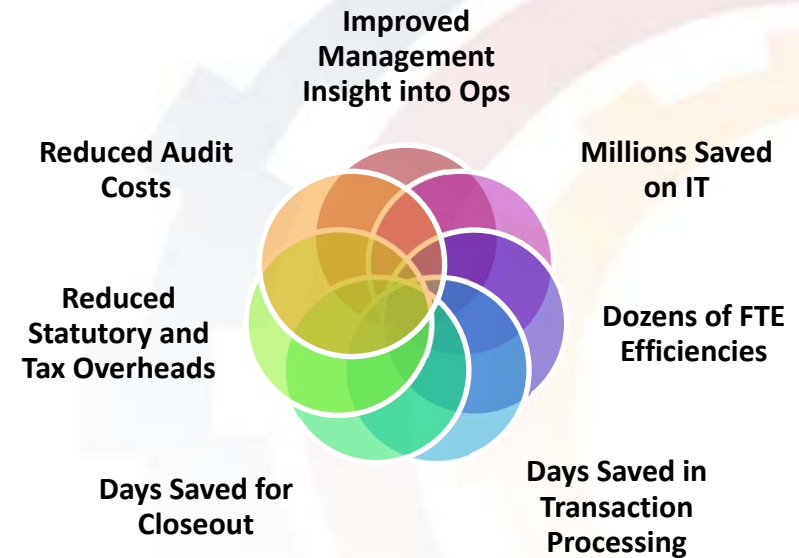 Improved
Management
Insight into Ops
Millions Saved
on IT
Dozens of FTE
Efficiencies
Days Saved in
Transaction
Processing
Days Saved for
Closeout
Reduced
Statutory and
Tax Overheads
Reduced Audit
Costs